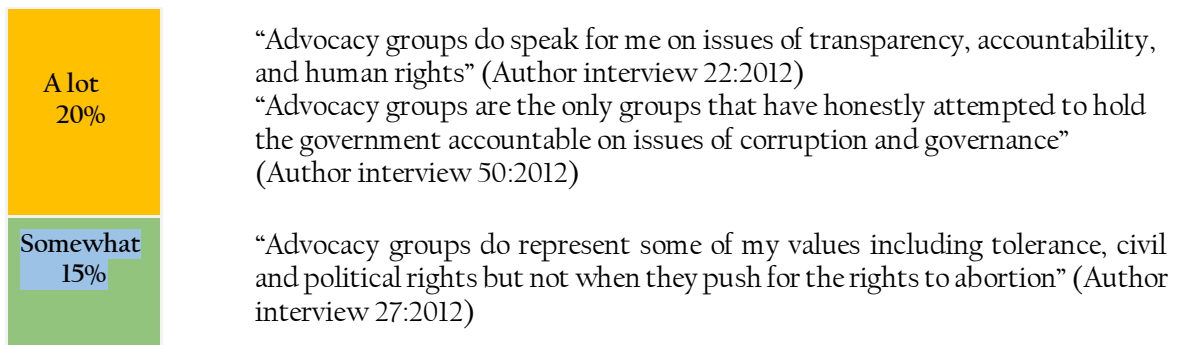 A lot
20%
“Advocacy groups do speak for me on issues of transparency, accountability,
and human rights” (Author interview 22:2012)
“Advocacy groups are the only groups that have honestly attempted to hold
the government accountable on issues of corruption and governance”
(Author interview 50:2012)
Somewhat
15%
“Advocacy groups do represent some of my values including tolerance, civil
and political rights but not when they push for the rights to abortion” (Author
interview 27:2012)